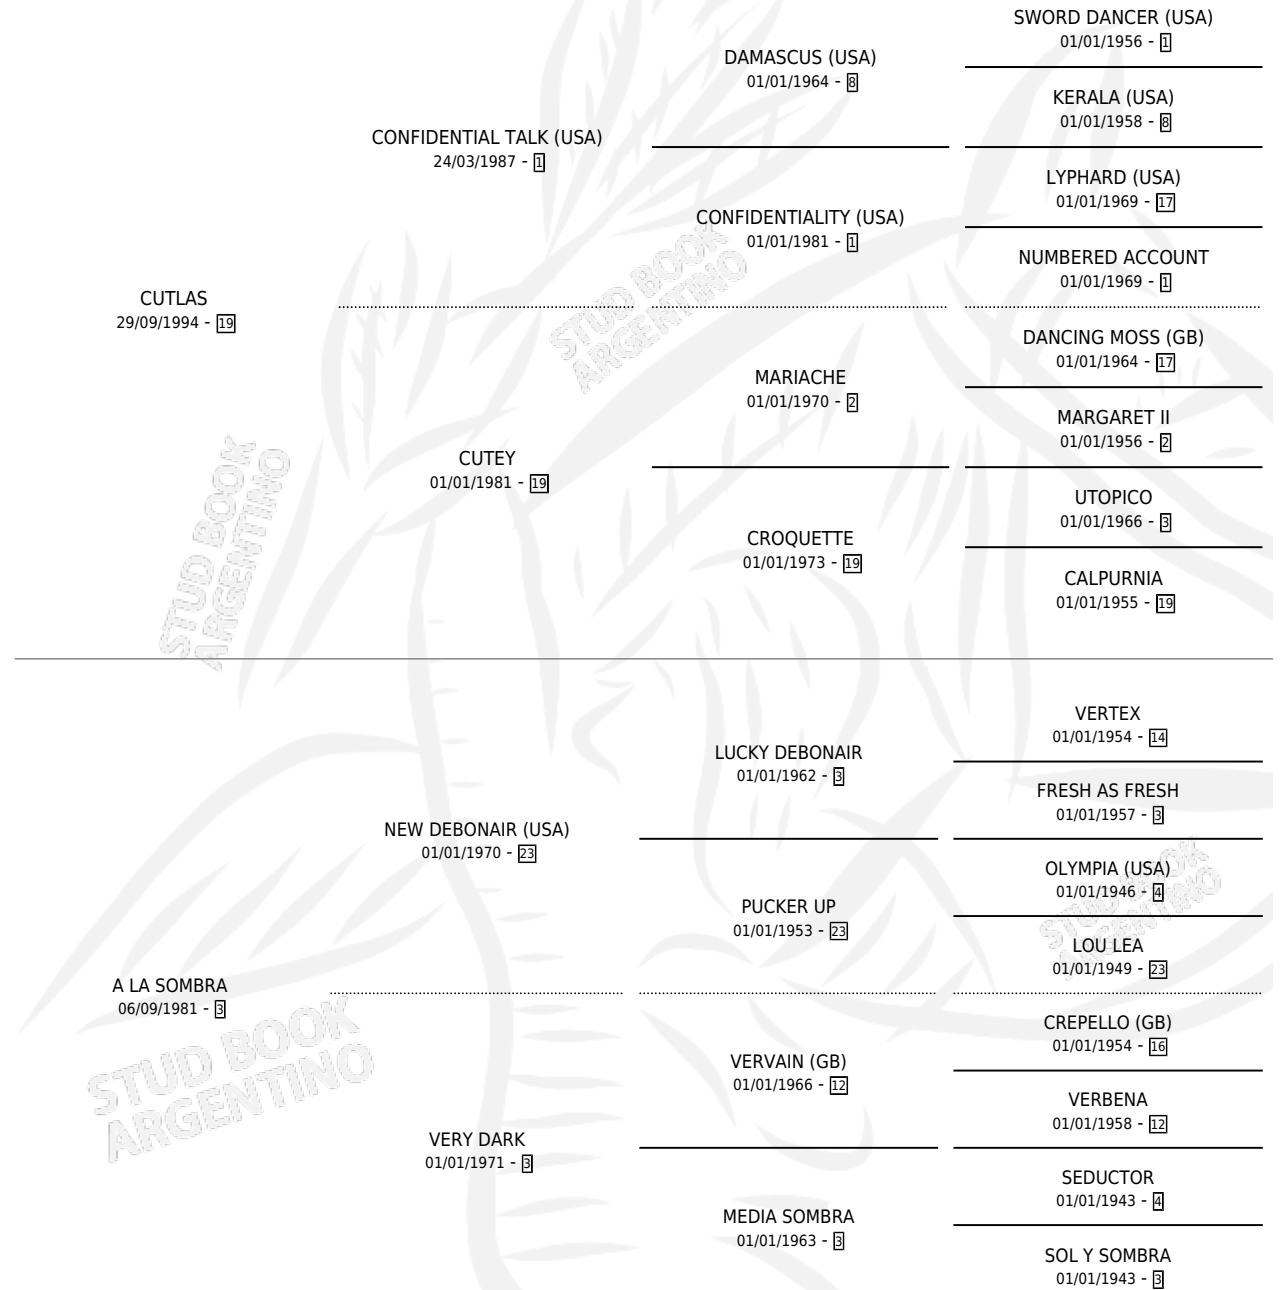 SWORD DANCER (USA)
01/01/1956 - 1
DAMASCUS (USA)
01/01/1964 - 8
KERALA (USA)
01/01/1958 - 8
CONFIDENTIAL TALK (USA)
24/03/1987 - 1
LYPHARD (USA)
01/01/1969 - 17
CONFIDENTIALITY (USA)
01/01/1981 - 1
NUMBERED ACCOUNT
01/01/1969 - 1
CUTLAS
29/09/1994 - 19
DANCING MOSS (GB)
01/01/1964 - 17
MARIACHE
01/01/1970 - 2
MARGARET II
01/01/1956 - 2
CUTEY
01/01/1981 - 19
UTOPICO
01/01/1966 - 3
CROQUETTE
01/01/1973 - 19
CALPURNIA
01/01/1955 - 19
VERTEX
01/01/1954 - 14
LUCKY DEBONAIR
01/01/1962 - 3
FRESH AS FRESH
01/01/1957 - 3
NEW DEBONAIR (USA)
01/01/1970 - 23
OLYMPIA (USA)
01/01/1946 - 4
PUCKER UP
01/01/1953 - 23
LOU LEA
01/01/1949 - 23
A LA SOMBRA
06/09/1981 - 3
CREPELLO (GB)
01/01/1954 - 16
VERVAIN (GB)
01/01/1966 - 12
VERBENA
01/01/1958 - 12
VERY DARK
01/01/1971 - 3
SEDUCTOR
01/01/1943 - 4
MEDIA SOMBRA
01/01/1963 - 3
SOL Y SOMBRA
01/01/1943 - 3
STUD BOOK
ARGENTINO
STUD BOOK
ARGENTINO
STUD BOOK
ARGENTINO
STUD BOOK
ARGENTINO